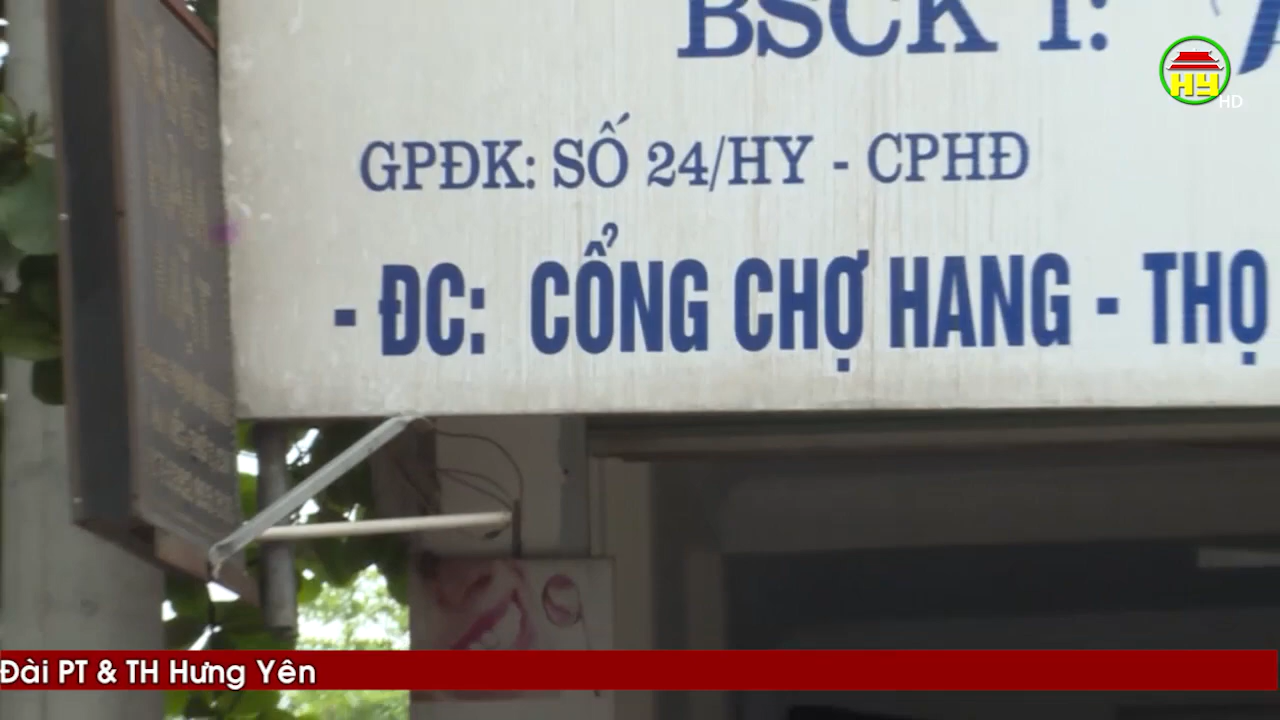 BSCK I:
HY HD
GPĐK: SỐ 24/HY - CPHĐ
- ĐC: CỔNG CHỢ HANG - THỌ
Đài PT & TH Hưng Yên